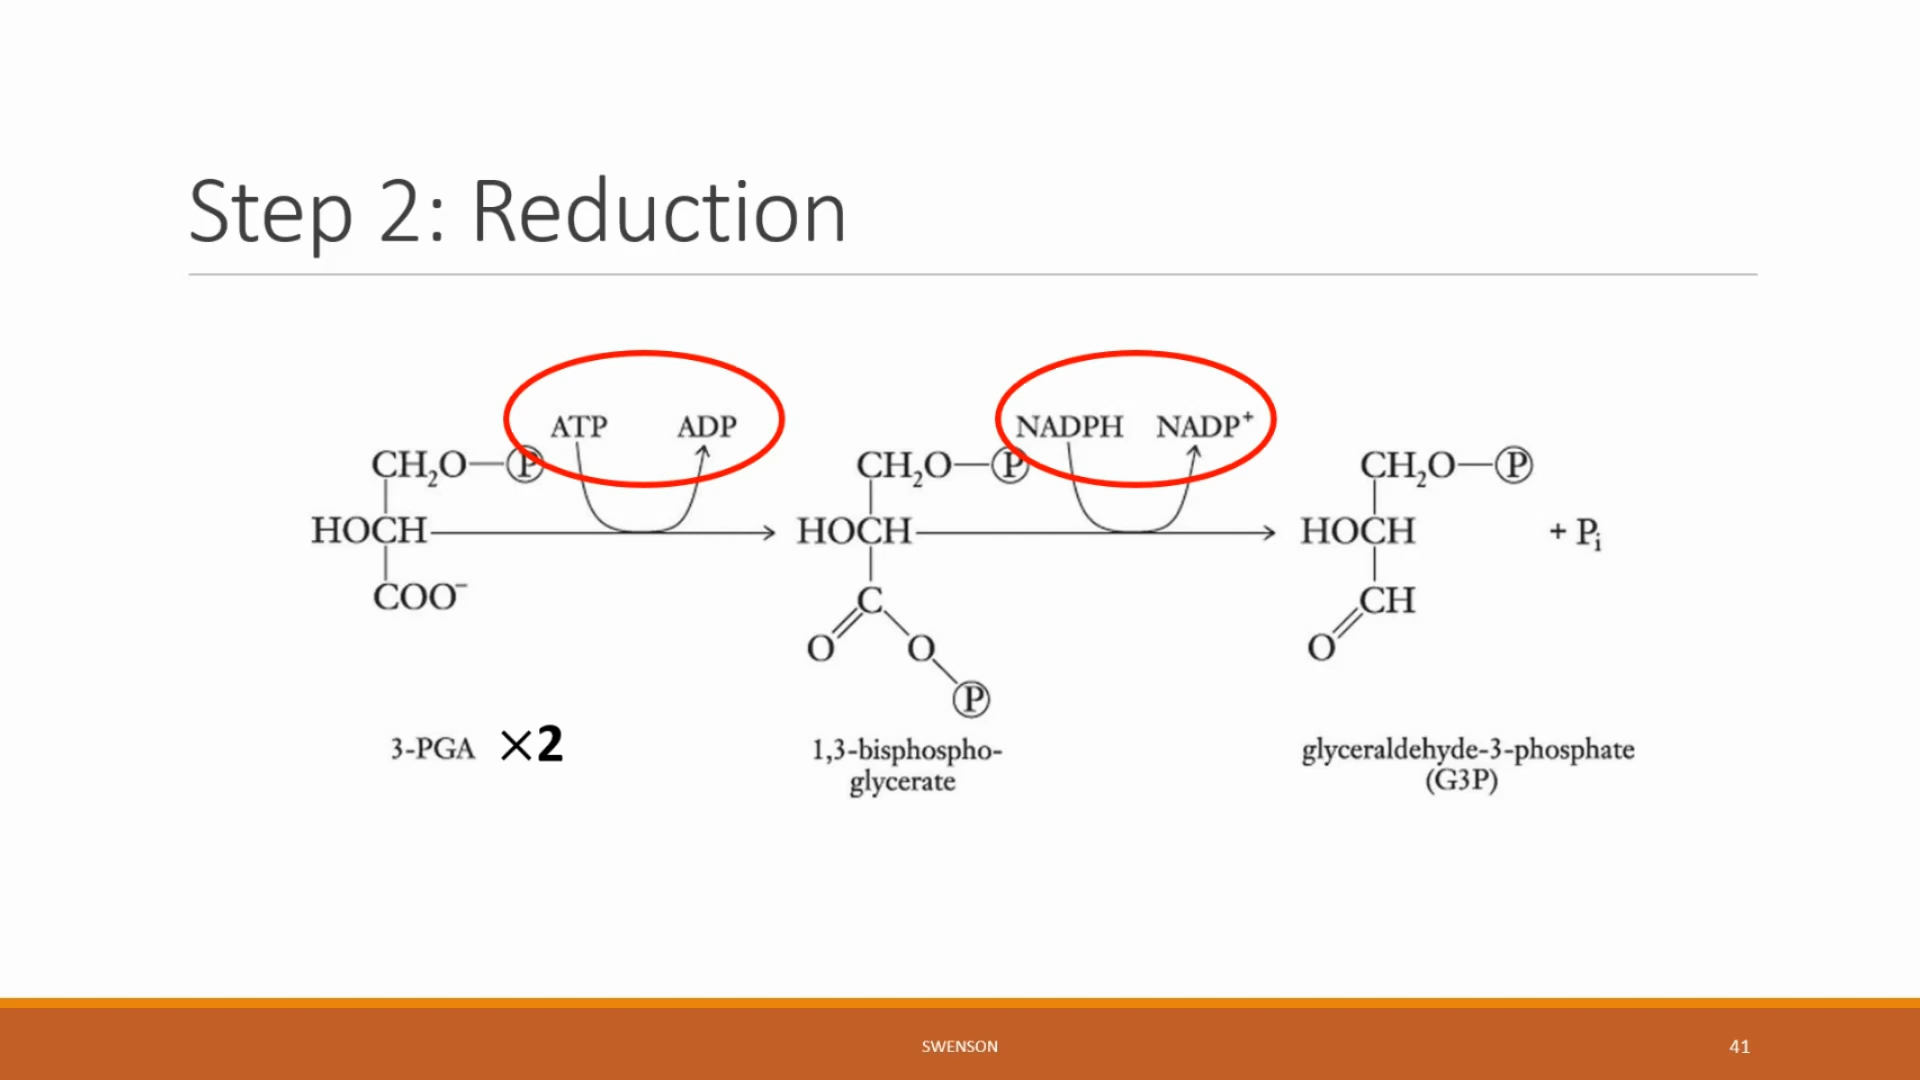 Step 2: Reduction
ATP ADP NADPH NADP⁺
CH₂O—Ⓟ CH₂O—Ⓟ CH₂O—Ⓟ
HOCH HOCH HOCH + Pᵢ
COO⁻ C CH
O O O
Ⓟ
3-PGA ×2 1,3-bisphospho- glyceraldehyde-3-phosphate
glycerate (G3P)
SWENSON 41